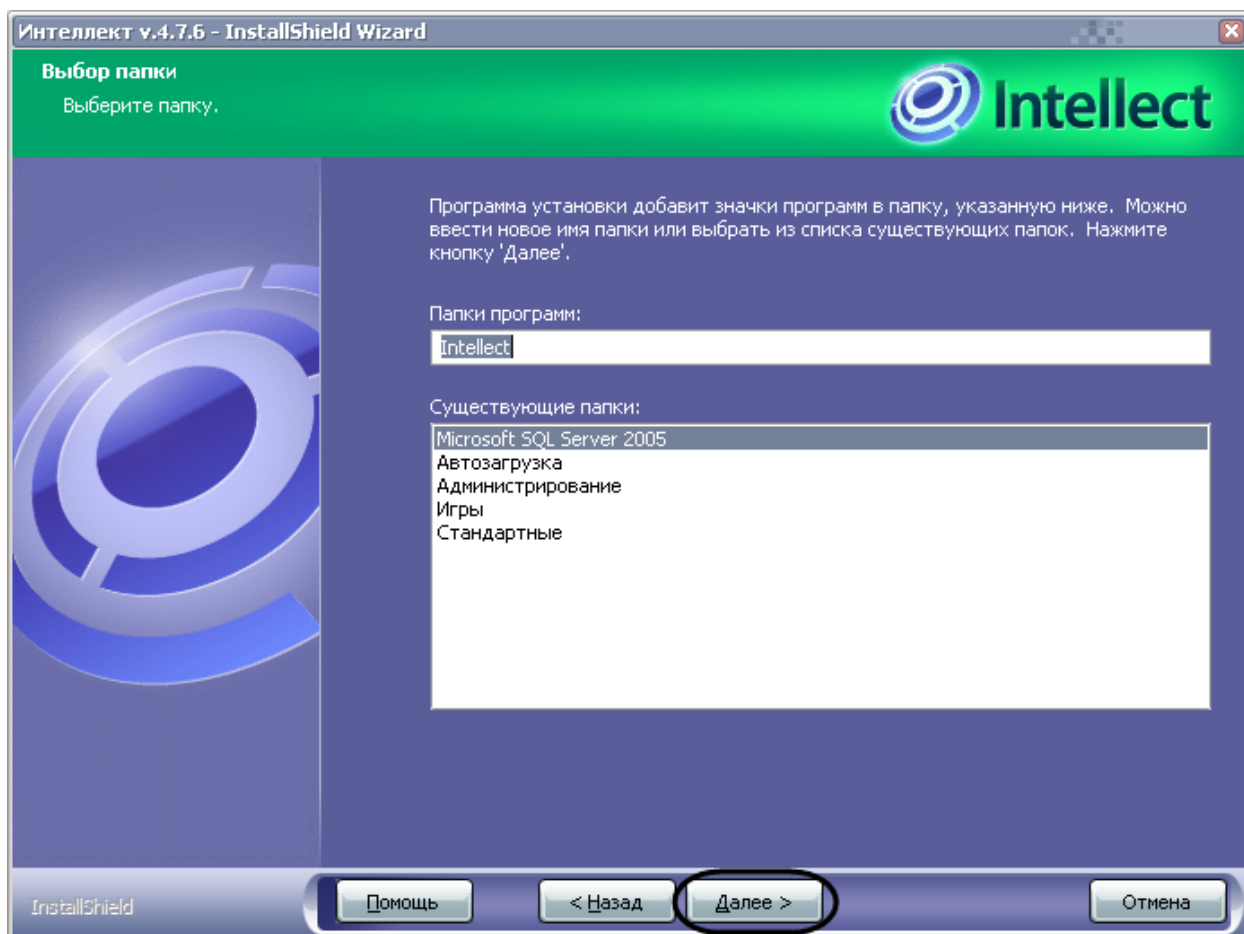 Интеллект v.4.7.6 - InstallShield Wizard
Выбор папки
Выберите папку.
Intellect
Программа установки добавит значки программ в папку, указанную ниже. Можно
ввести новое имя папки или выбрать из списка существующих папок. Нажмите
кнопку 'Далее'.
Папки программ:
Intellect
Существующие папки:
Microsoft SQL Server 2005
Автозагрузка
Администрирование
Игры
Стандартные
InstallShield
Помощь
< Назад
Далее >
Отмена